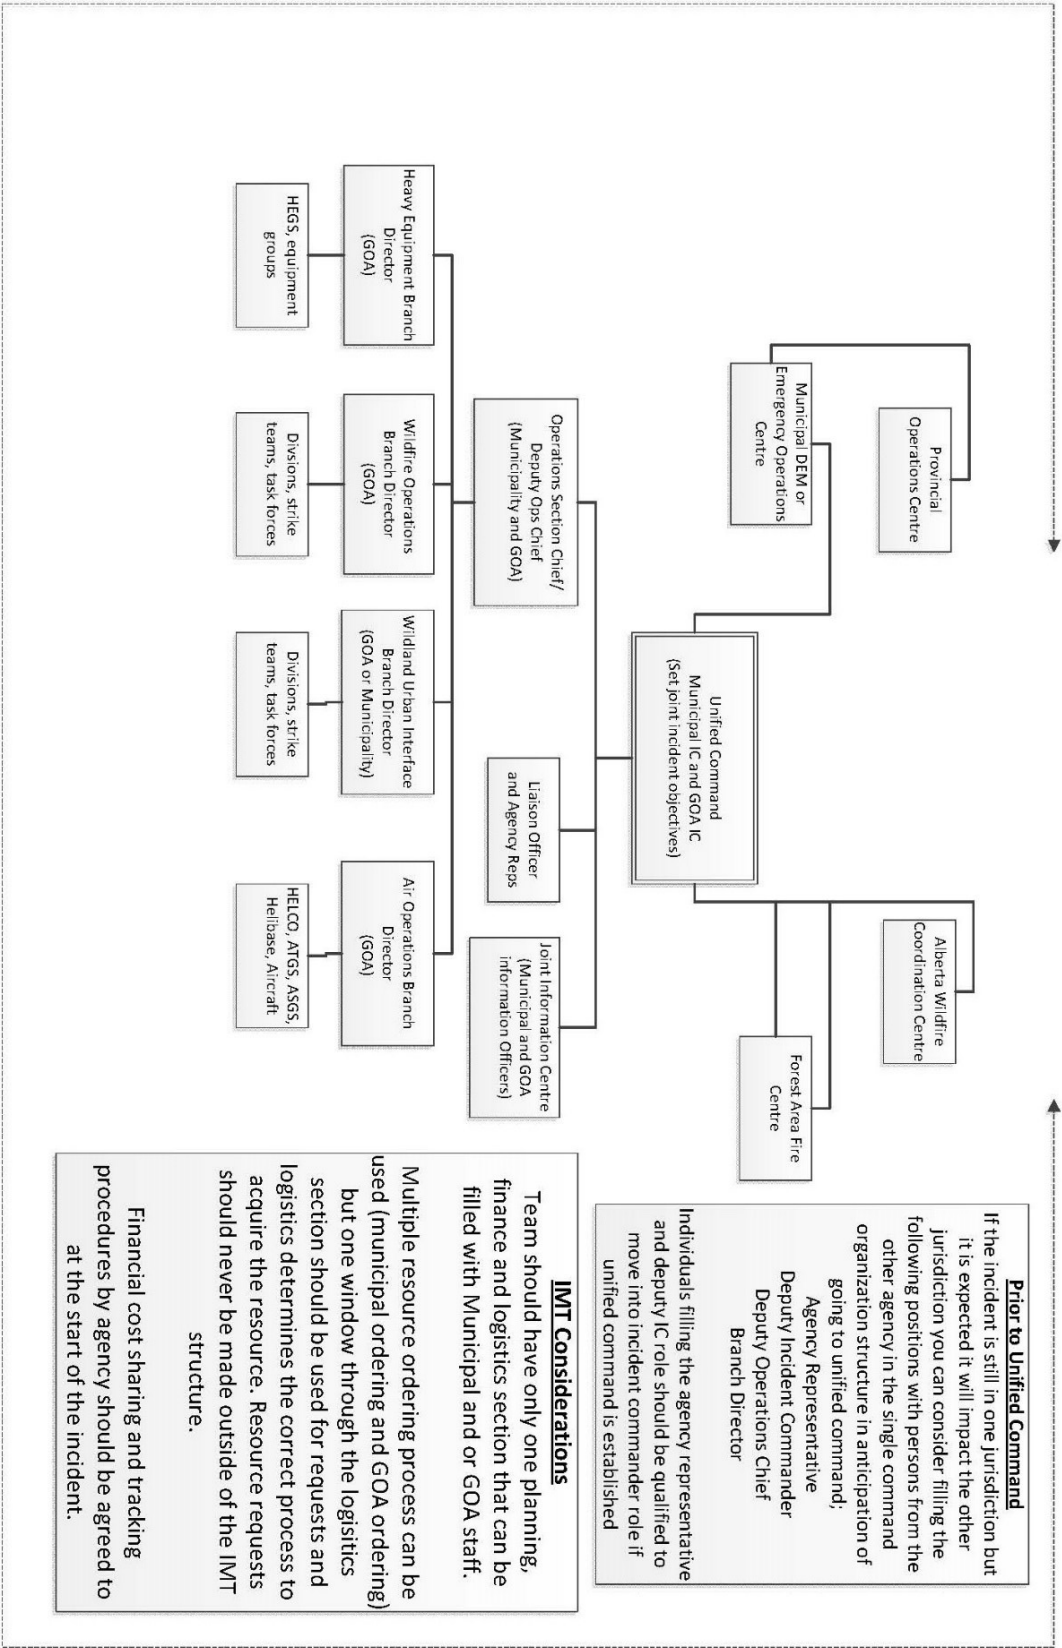 Provincial
Operations Centre
Municipal DEM or
Emergency Operations
Centre
Alberta Wildfire
Coordination Centre
Forest Area Fire
Centre
Unified Command
Municipal IC and GOA IC
(Set joint incident objectives)
Operations Section Chief/
Deputy Ops Chief
(Municipality and GOA)
Liaison Officer
and Agency Reps
Joint Information Centre
(Municipal and GOA
information Officers)
Heavy Equipment Branch
Director
(GOA)
Wildfire Operations
Branch Director
(GOA)
Wildland Urban Interface
Branch Director
(GOA or Municipality)
Air Operations Branch
Director
(GOA)
HEGS, equipment
groups
Divsions, strike
teams, task forces
Divisions, strike
teams, task forces
HELCO, ATGS, ASGS,
Helibase, Aircraft
Prior to Unified Command
If the incident is still in one jurisdiction but
it is expected it will impact the other
jurisdiction you can consider filling the
following positions with persons from the
other agency in the single command
organization structure in anticipation of
going to unified command;
Agency Representative
Deputy Incident Commander
Deputy Operations Chief
Branch Director
Individuals filling the agency representative
and deputy IC role should be qualified to
move into incident commander role if
unified command is established
IMT Considerations
Team should have only one planning,
finance and logistics section that can be
filled with Municipal and or GOA staff.
Multiple resource ordering process can be
used (municipal ordering and GOA ordering)
but one window through the logisitics
section should be used for requests and
logistics determines the correct process to
acquire the resource. Resource requests
should never be made outside of the IMT
structure.
Financial cost sharing and tracking
procedures by agency should be agreed to
at the start of the incident.